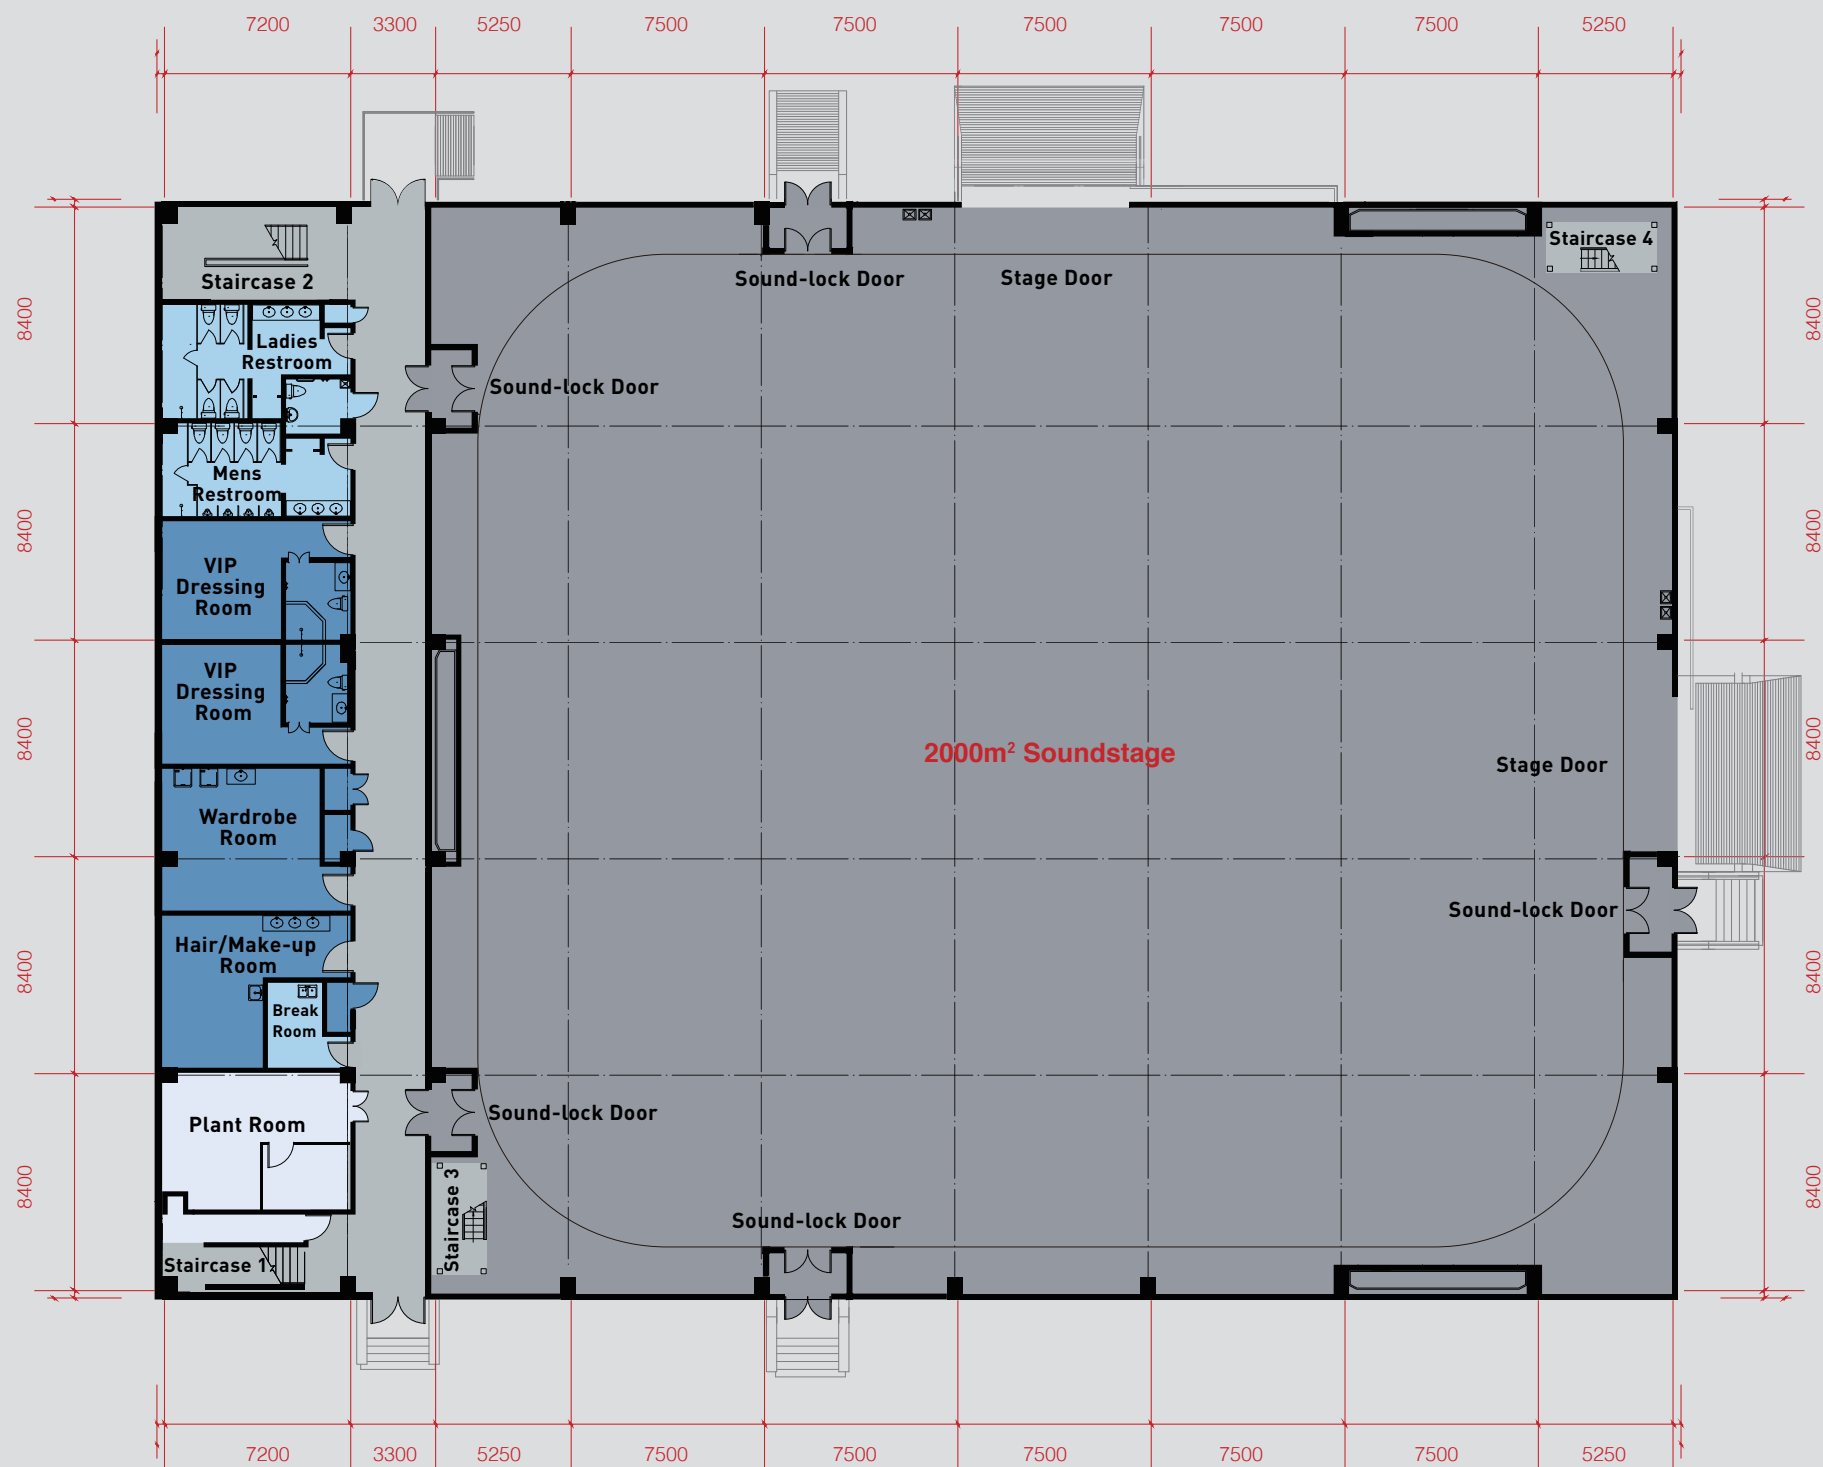 7200 3300 5250 7500 7500 7500 7500 7500 5250
Staircase 4
Staircase 2
Sound-lock Door
Stage Door
8400
8400
Ladies
Restroom
Sound-lock Door
Mens
Restroom
8400
8400
VIP
Dressing
Room
VIP
Dressing
Room
8400
8400
2000m² Soundstage
Stage Door
Wardrobe
Room
Sound-lock Door
Hair/Make-up
Room
8400
8400
Break
Room
Plant Room
Sound-lock Door
8400
8400
Staircase 3
Sound-lock Door
Staircase 1
7200 3300 5250 7500 7500 7500 7500 7500 5250